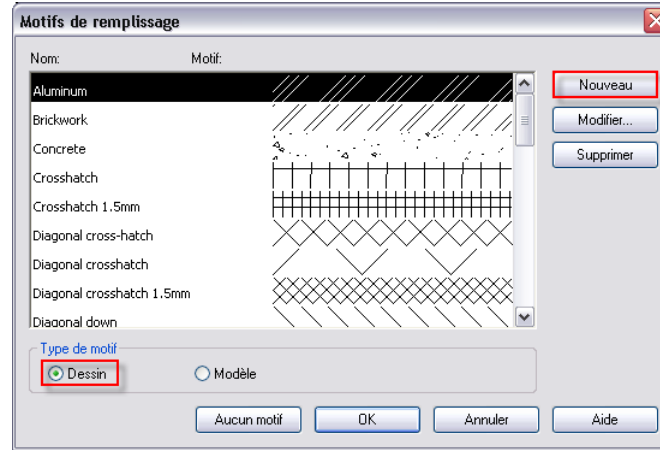 Motifs de remplissage
Nom: Motif:
Aluminum
Brickwork
Concrete
Crosshatch
Crosshatch 1.5mm
Diagonal cross-hatch
Diagonal crosshatch
Diagonal crosshatch 1.5mm
Diagonal down
Nouveau
Modifier...
Supprimer
Type de motif
Dessin Modèle
Aucun motif OK Annuler Aide